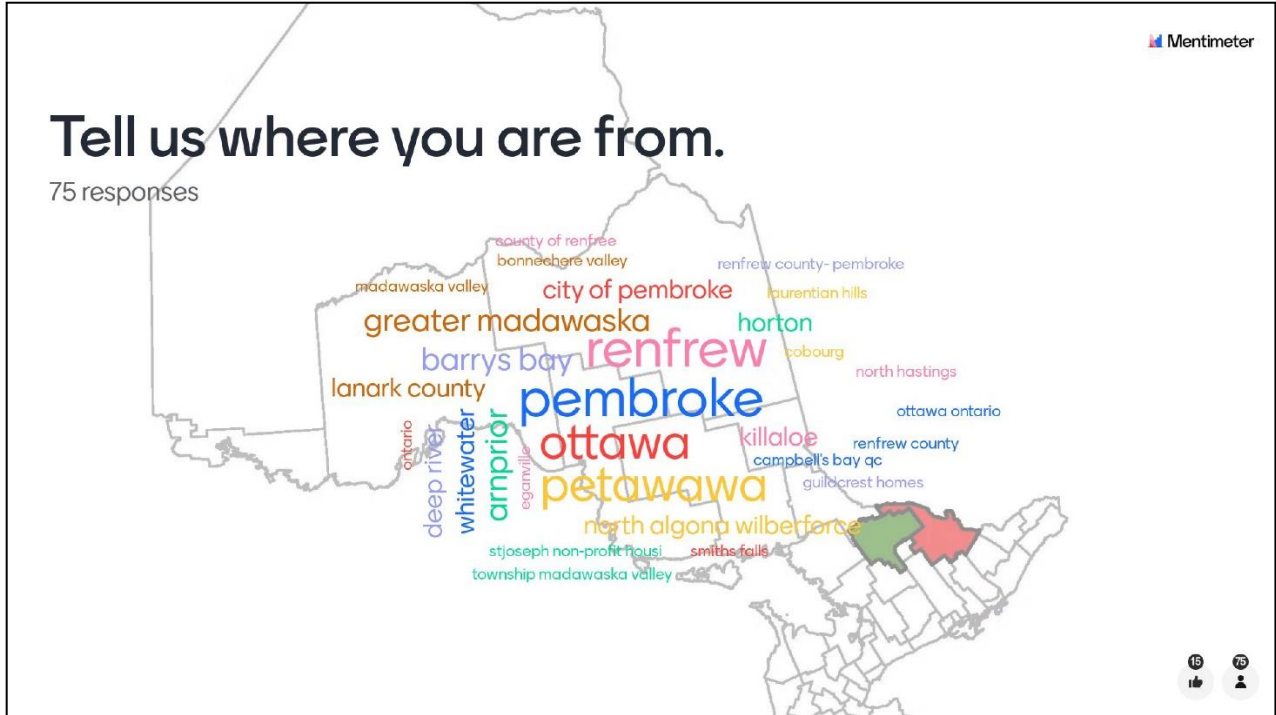 Mentimeter
Tell us where you are from.
75 responses
county of renfree
bonnechere valley
renfrew county- pembroke
madawaska valley
city of pembroke
laurentian hills
greater madawaska
horton
renfrew
cobourg
barrys bay
north hastings
lanark county
pembroke
ottawa ontario
ontario
deep river
whitewater
arnprior
eganville
ottawa
killaloe
renfrew county
campbell's bay qc
petawawa
guildcrest homes
north algona wilberforce
stjoseph non-profit housi
smiths falls
township madawaska valley
15
75